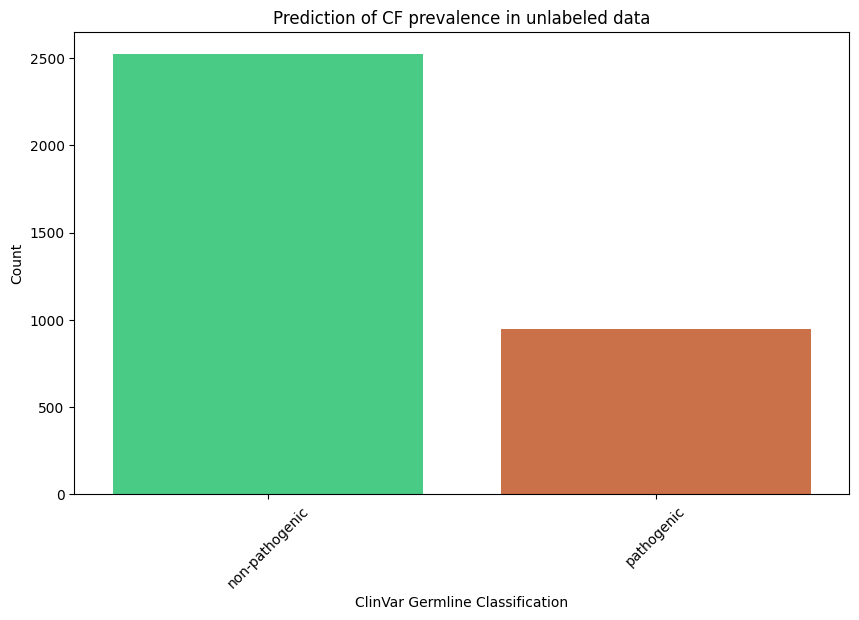 Prediction of CF prevalence in unlabeled data
2500
2000
1500
1000
500
0
Count
non-pathogenic
pathogenic
ClinVar Germline Classification